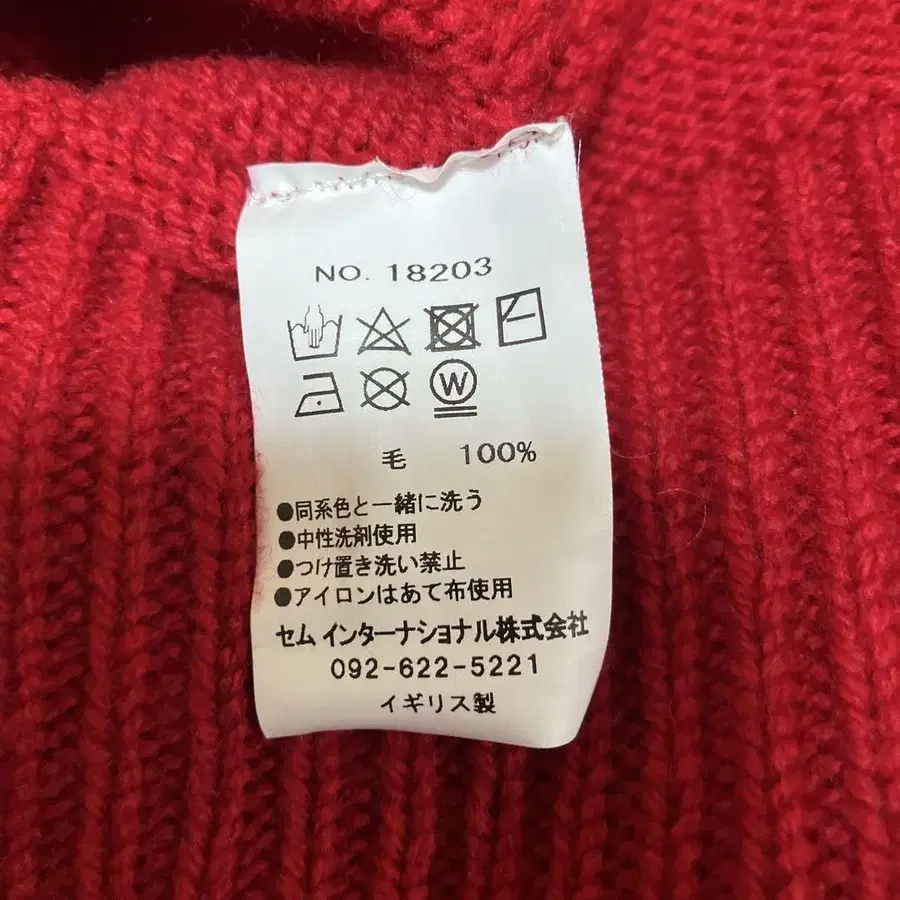 NO. 18203
W
毛 100%
●同系色と一緒に洗う
●中性洗剤使用
●つけ置き洗い禁止
●アイロンはあて布使用
セム インターナショナル株式会社
092-622-5221
イギリス製